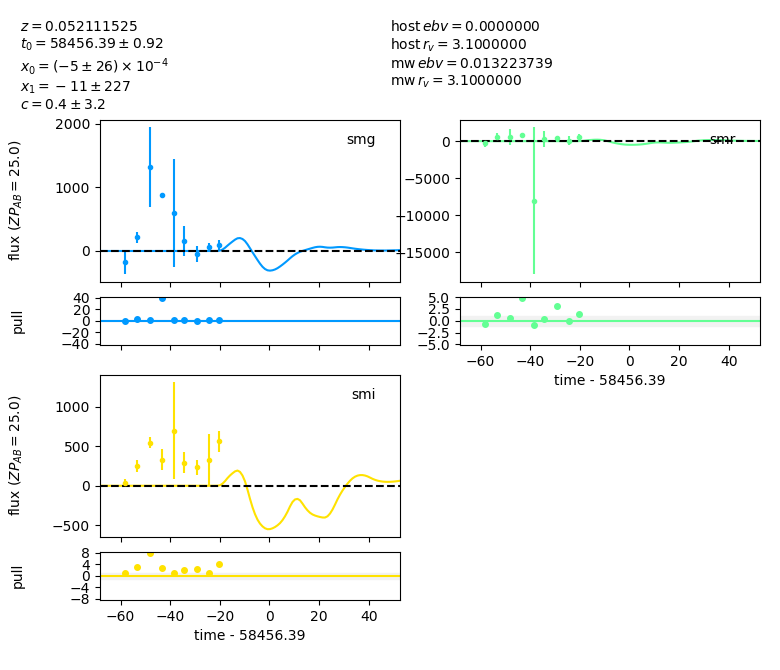 z = 0.052111525
t₀ = 58456.39 ± 0.92
x₀ = (−5 ± 26) × 10⁻⁴
x₁ = −11 ± 227
c = 0.4 ± 3.2
host ebv = 0.0000000
host r_v = 3.1000000
mw ebv = 0.013223739
mw r_v = 3.1000000
flux (ZP_AB = 25.0)
2000
1000
0
smg
0
−5000
−10000
−15000
smr
pull
40
20
0
−20
−40
5.0
2.5
0.0
−2.5
−5.0
−60 −40 −20 0 20 40
time - 58456.39
flux (ZP_AB = 25.0)
1000
500
0
−500
smi
pull
8
4
0
−4
−8
−60 −40 −20 0 20 40
time - 58456.39